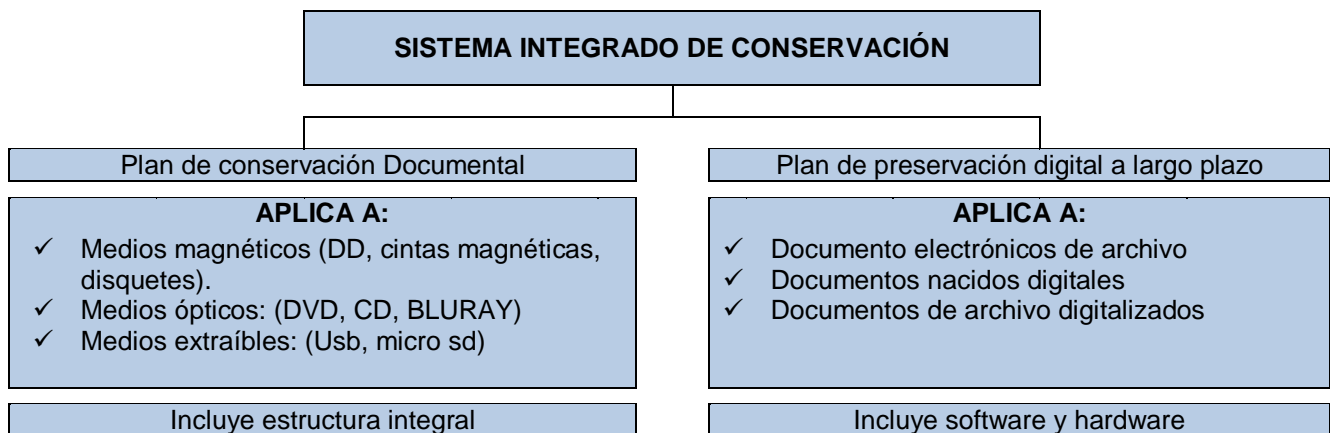 SISTEMA INTEGRADO DE CONSERVACIÓN
Plan de conservación Documental
APLICA A:
✓ Medios magnéticos (DD, cintas magnéticas,
disquetes).
✓ Medios ópticos: (DVD, CD, BLURAY)
✓ Medios extraíbles: (Usb, micro sd)
Incluye estructura integral
Plan de preservación digital a largo plazo
APLICA A:
✓ Documento electrónicos de archivo
✓ Documentos nacidos digitales
✓ Documentos de archivo digitalizados
Incluye software y hardware